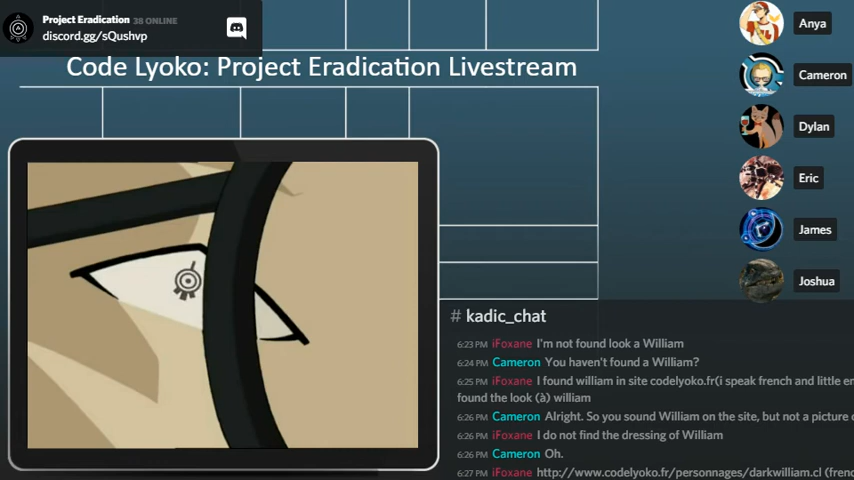 Project Eradication 38 ONLINE
discord.gg/sQushvp
Code Lyoko: Project Eradication Livestream
Anya
Cameron
Dylan
Eric
James
Joshua
# kadic_chat
6:23 PM iFoxane I'm not found look a William
6:24 PM Cameron You haven't found a William?
6:25 PM iFoxane I found william in site codelyoko.fr(i speak french and little en
found the look (à) william
6:26 PM Cameron Alright. So you sound William on the site, but not a picture o
6:26 PM iFoxane I do not find the dressing of William
6:26 PM Cameron Oh.
6:27 PM iFoxane http://www.codelyoko.fr/personnages/darkwilliam.cl (frenc